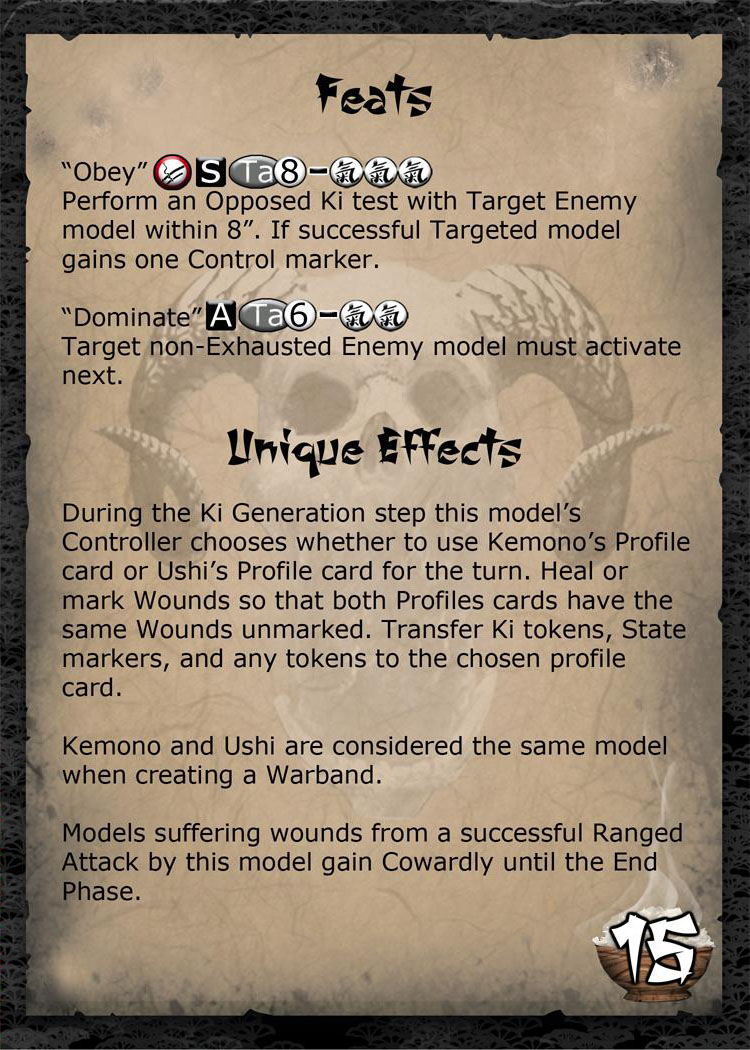 Feats
“Obey” S Ta 8 - 氣 氣 氣
Perform an Opposed Ki test with Target Enemy
model within 8”. If successful Targeted model
gains one Control marker.
“Dominate” A Ta 6 - 氣 氣
Target non-Exhausted Enemy model must activate
next.
Unique Effects
During the Ki Generation step this model’s
Controller chooses whether to use Kemono’s Profile
card or Ushi’s Profile card for the turn. Heal or
mark Wounds so that both Profiles cards have the
same Wounds unmarked. Transfer Ki tokens, State
markers, and any tokens to the chosen profile
card.
Kemono and Ushi are considered the same model
when creating a Warband.
Models suffering wounds from a successful Ranged
Attack by this model gain Cowardly until the End
Phase.
15